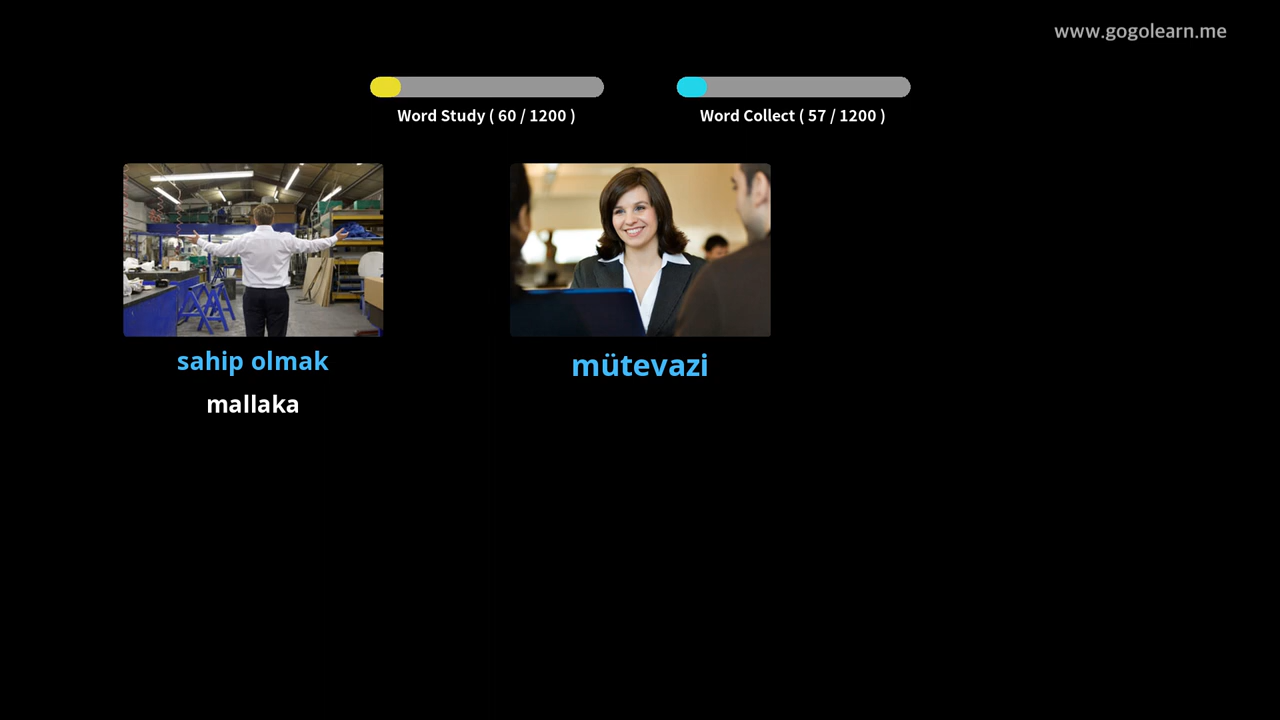 www.gogolearn.me
Word Study ( 60 / 1200 )
Word Collect ( 57 / 1200 )
sahip olmak
mallaka
mütevazi